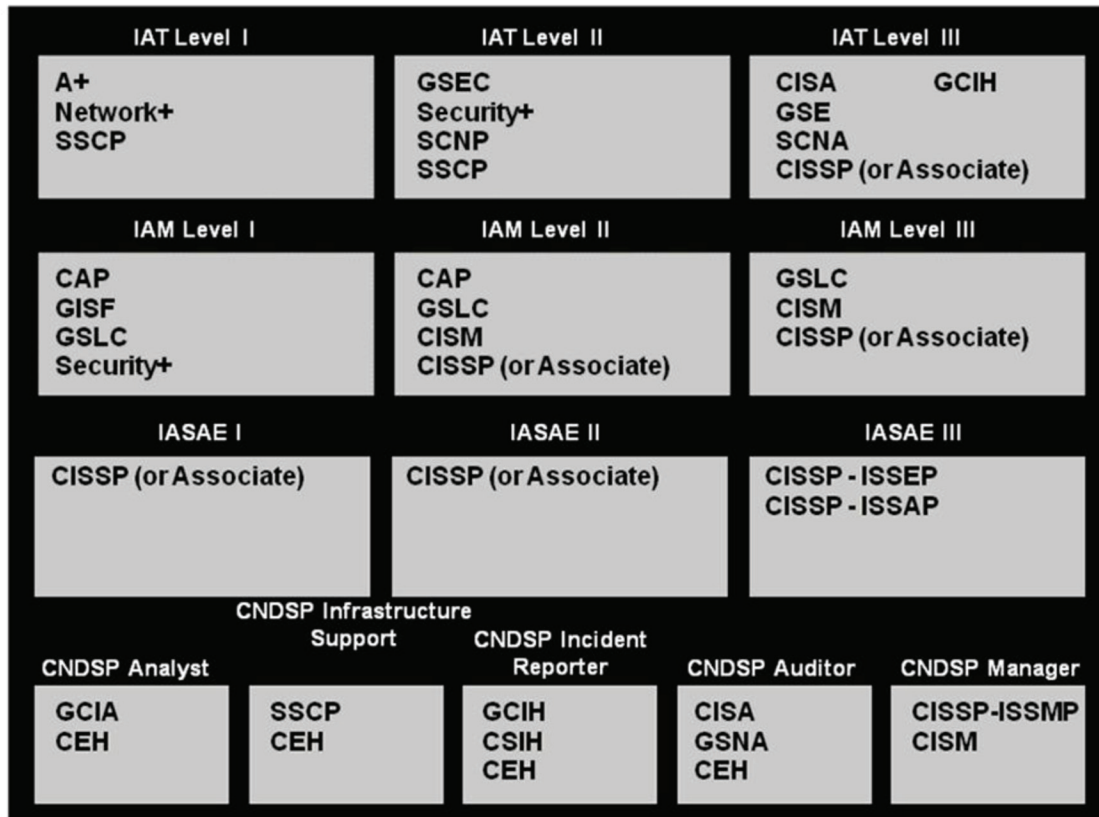 IAT Level I
A+
Network+
SSCP
IAT Level II
GSEC
Security+
SCNP
SSCP
IAT Level III
CISA GCIH
GSE
SCNA
CISSP (or Associate)
IAM Level I
CAP
GISF
GSLC
Security+
IAM Level II
CAP
GSLC
CISM
CISSP (or Associate)
IAM Level III
GSLC
CISM
CISSP (or Associate)
IASAE I
CISSP (or Associate)
IASAE II
CISSP (or Associate)
IASAE III
CISSP - ISSEP
CISSP - ISSAP
CNDSP Analyst
GCIA
CEH
CNDSP Infrastructure
Support
SSCP
CEH
CNDSP Incident
Reporter
GCIH
CSIH
CEH
CNDSP Auditor
CISA
GSNA
CEH
CNDSP Manager
CISSP-ISSMP
CISM